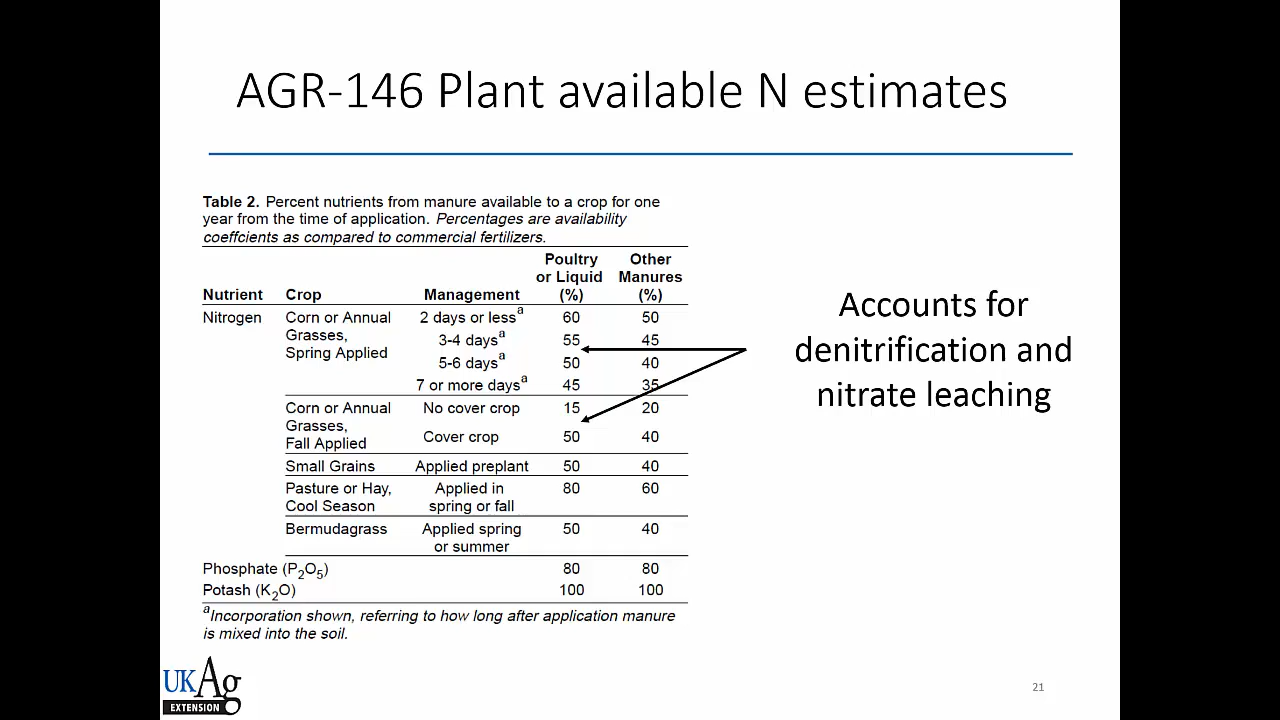 AGR-146 Plant available N estimates
Table 2. Percent nutrients from manure available to a crop for one
year from the time of application. Percentages are availability
coeffcients as compared to commercial fertilizers.
Nutrient Crop Management Poultry or Liquid (%) Other Manures (%)
Nitrogen Corn or Annual Grasses, Spring Applied 2 days or less^a 60 50
3-4 days^a 55 45
5-6 days^a 50 40
7 or more days^a 45 35
Corn or Annual Grasses, Fall Applied No cover crop 15 20
Cover crop 50 40
Small Grains Applied preplant 50 40
Pasture or Hay, Cool Season Applied in spring or fall 80 60
Bermudagrass Applied spring or summer 50 40
Phosphate (P2O5) 80 80
Potash (K2O) 100 100
^aIncorporation shown, referring to how long after application manure
is mixed into the soil.
Accounts for
denitrification and
nitrate leaching
UKAg
EXTENSION
21